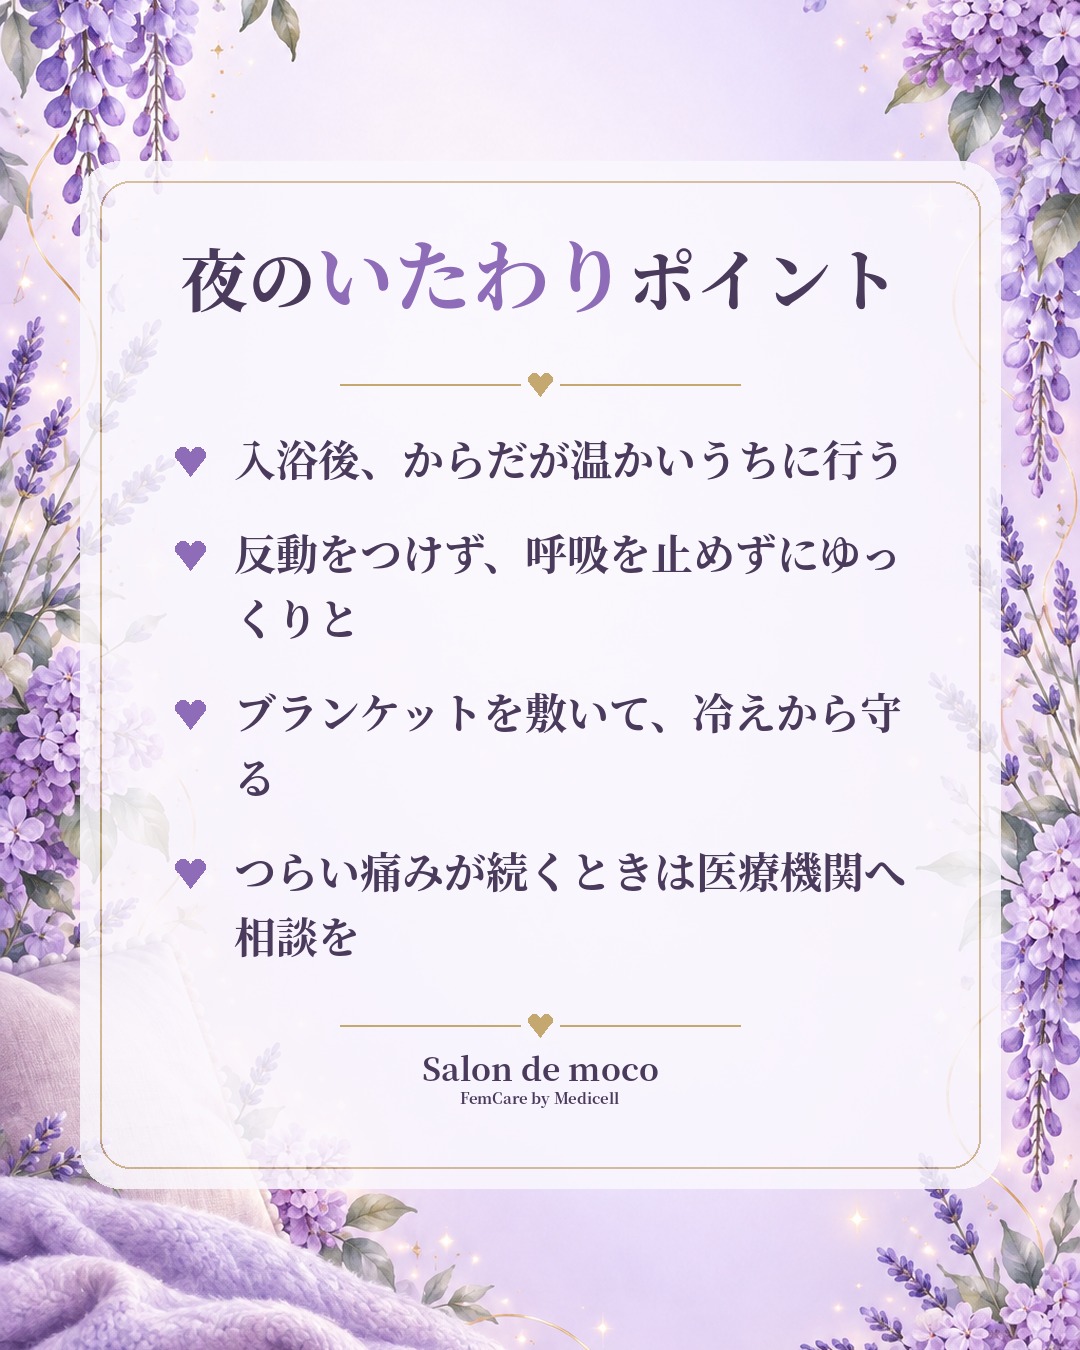 夜のいたわりポイント
入浴後、からだが温かいうちに行う
反動をつけず、呼吸を止めずにゆっ
くりと
ブランケットを敷いて、冷えから守
る
つらい痛みが続くときは医療機関へ
相談を
Salon de moco
FemCare by Medicell